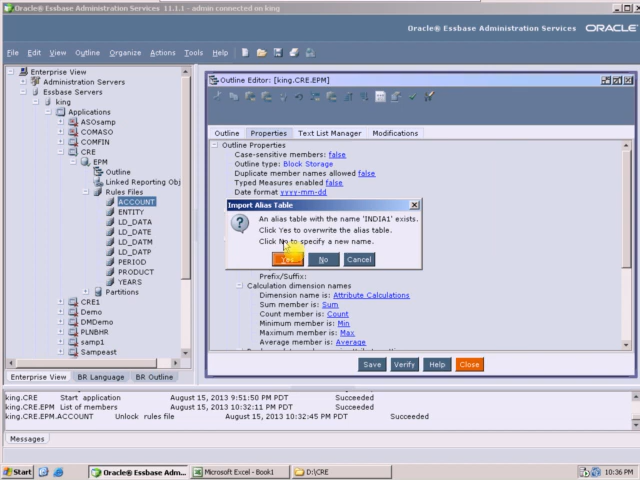 Oracle® Essbase Administration Services 11.1.1 - admin connected on king
Oracle® Essbase Administration Services ORACLE
File Edit View Outline Organize Actions Tools Help
Enterprise View
Administration Servers
Essbase Servers
king
Applications
ASOsamp
COMASO
COMFIN
CRE
EPM
Outline
Linked Reporting Obj
Rules Files
ACCOUNT
ENTITY
LD_DATA
LD_DATE
LD_DATM
LD_DATP
PERIOD
PRODUCT
YEARS
Partitions
CRE1
Demo
DMDemo
PLNBHR
samp1
Sampeast
Enterprise View BR Language BR Outline
Outline Editor: [king.CRE.EPM]
Outline Properties Text List Manager Modifications
Outline Properties
Case-sensitive members: false
Outline type: Block Storage
Duplicate member names allowed false
Typed Measures enabled false
Date format yyyy-mm-dd
Import Alias Table
An alias table with the name 'INDIA1' exists.
Click Yes to overwrite the alias table.
Click No to specify a new name.
Yes No Cancel
Prefix/Suffix:
Calculation dimension names
Dimension name is: Attribute Calculations
Sum member is: Sum
Count member is: Count
Minimum member is: Min
Maximum member is: Max
Average member is: Average
Save Verify Help Close
king.CRE Start application August 15, 2013 9:51:50 PM PDT Succeeded
king.CRE.EPM List of members August 15, 2013 10:32:11 PM PDT Succeeded
king.CRE.EPM.ACCOUNT Unlock rules file August 15, 2013 10:32:45 PM PDT Succeeded
Messages
Start Oracle® Essbase Adm... Microsoft Excel - Book1 D:\CRE 10:36 PM